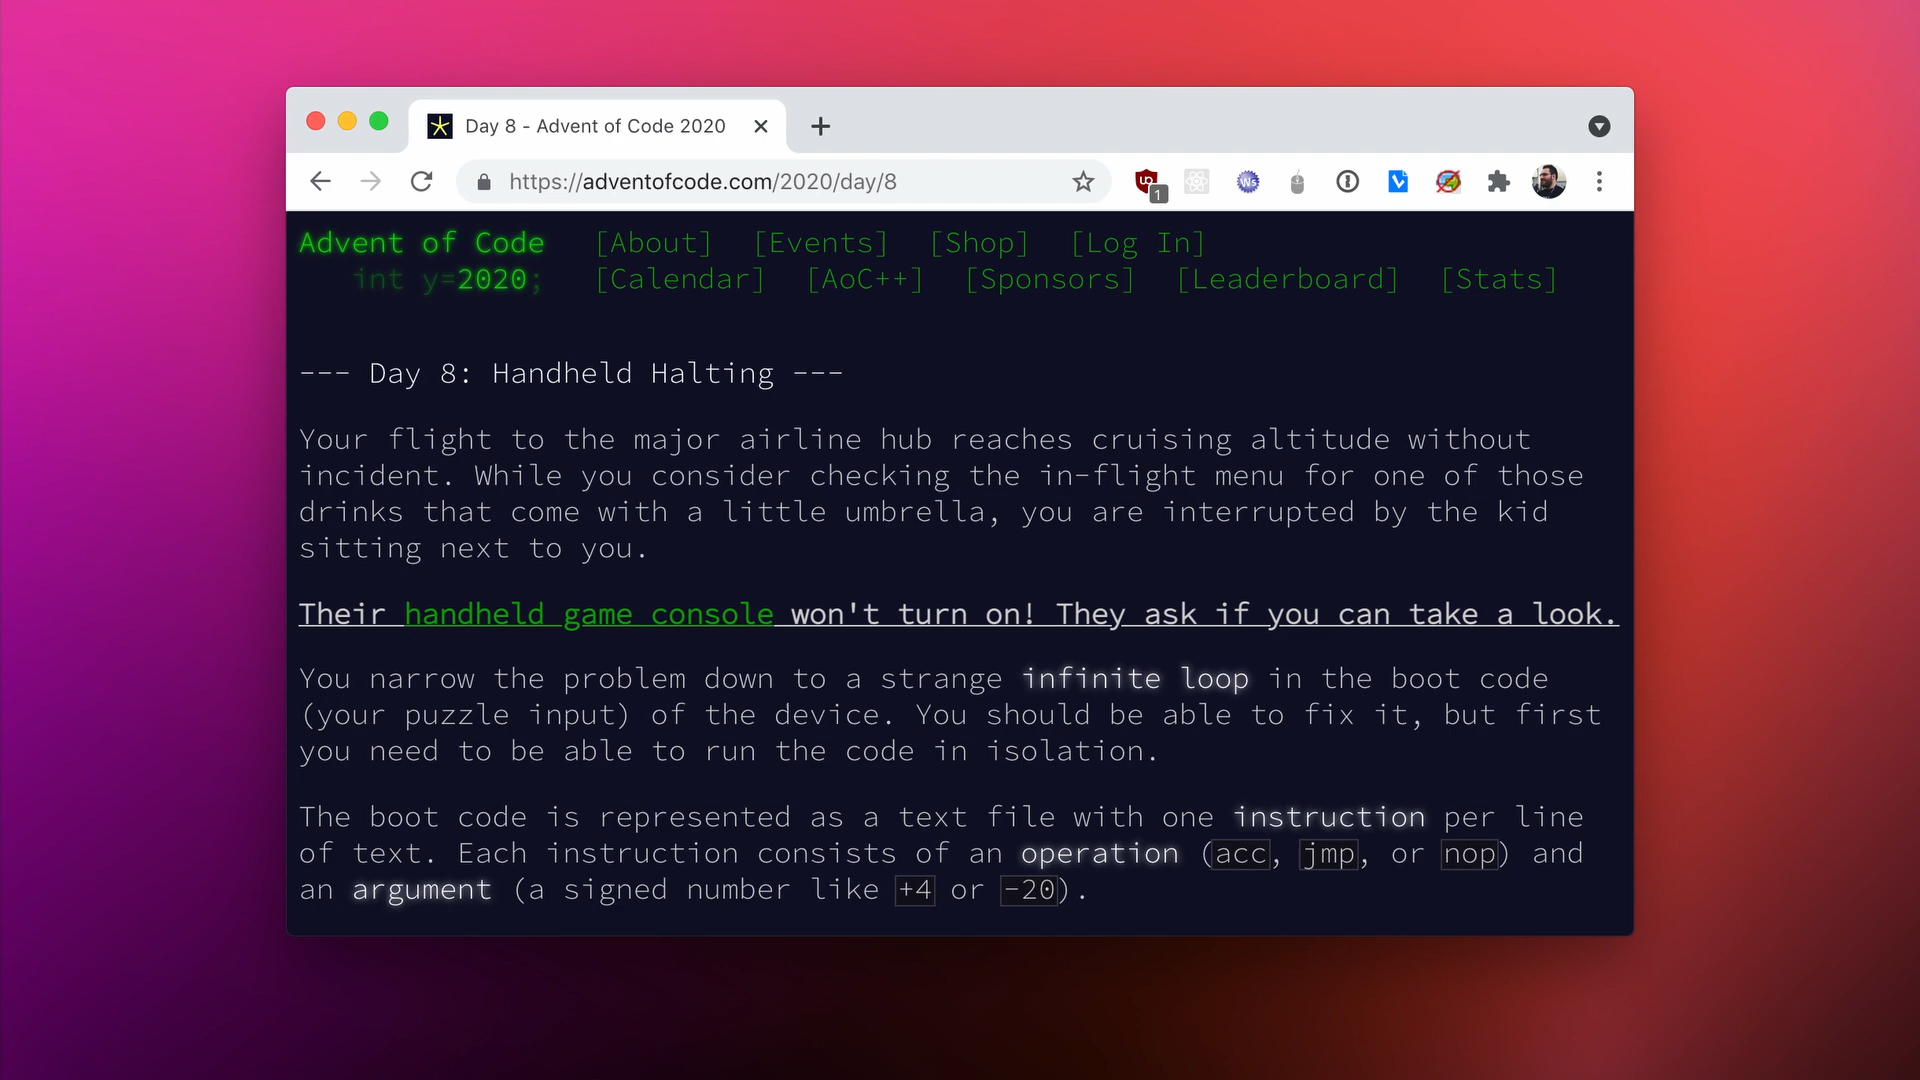 Day 8 - Advent of Code 2020
https://adventofcode.com/2020/day/8
1
Advent of Code [About] [Events] [Shop] [Log In]
int y=2020; [Calendar] [AoC++] [Sponsors] [Leaderboard] [Stats]
--- Day 8: Handheld Halting ---
Your flight to the major airline hub reaches cruising altitude without
incident. While you consider checking the in-flight menu for one of those
drinks that come with a little umbrella, you are interrupted by the kid
sitting next to you.
Their handheld game console won't turn on! They ask if you can take a look.
You narrow the problem down to a strange infinite loop in the boot code
(your puzzle input) of the device. You should be able to fix it, but first
you need to be able to run the code in isolation.
The boot code is represented as a text file with one instruction per line
of text. Each instruction consists of an operation (acc, jmp, or nop) and
an argument (a signed number like +4 or -20).